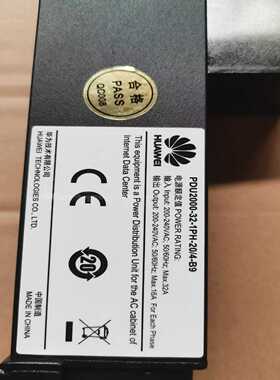 合格
PASS
QC008
HUAWEI
PDU2000-32-1PH-20/4-B9
电源额定值 POWER RATING:
输入 Input: 200-240VAC; 50/60Hz; Max.32A
输出 Output: 200-240VAC; 50/60Hz; Max.16A For Each Phase
This equipment is a Power Distribution Unit for the AC cabinet of
Internet Data Center
CE
20
华为技术有限公司
HUAWEI TECHNOLOGIES CO., LTD.
中国制造
MADE IN CHINA